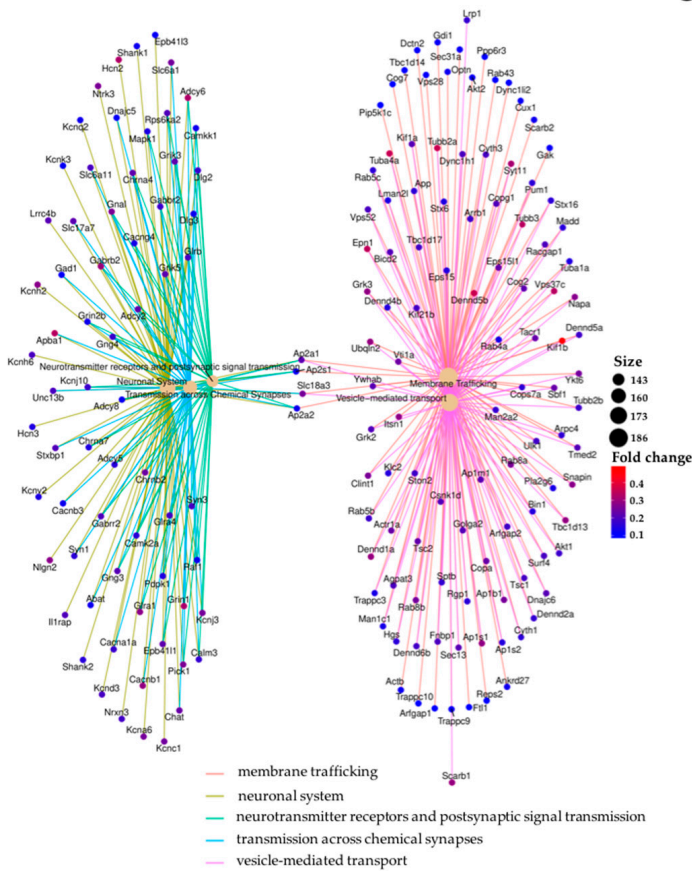 Lrp1
Gdi1
Epb41l3
Dctn2
Shank1
Sec31a
Ppp6r3
Hcn2
Slc6a1
Tbc1d14
Optn
Cog7
Vps28
Rab43
Akt2
Dync1li2
Ntrk3
Adcy6
Cux1
Dnajc5
Rps6ka2
Pip5k1c
Scarb2
Kcnq2
Mapk1
Camkk1
Kif1a
Tubb2a
Cyth3
Gak
Kcnk3
Grik3
Tuba4a
Dync1h1
Slc6a11
Chrna4
Dlg2
Rab5c
App
Syt11
Pum1
Lman2l
Copg1
Stx16
Gnal
Gabbr2
Dlg3
Vps52
Stx6
Arrb1
Tubb3
Madd
Lrrc4b
Slc17a7
Cacng4
Epn1
Tbc1d17
Racgap1
Bicd2
Glrb
Gabrb2
Grik5
Eps15
Eps15l1
Tuba1a
Gad1
Grk3
Cog2
Vps37c
Kcnh2
Dennd4b
Dennd5b
Napa
Grin2b
Adcy2
Kif21b
Tacr1
Dennd5a
Apba1
Gng4
Ubqln2
Rab4a
Kif1b
Kcnh6
Ap2a1
Vti1a
Neurotransmitter receptors and postsynaptic signal transmission
Ap2s1
Kcnj10
Neuronal System
Ywhab
Membrane Trafficking
Ykt6
Unc13b
Transmission across Chemical Synapses
Slc18a3
Vesicle−mediated transport
Cops7a
Sbf1
Tubb2b
Adcy8
Ap2a2
Man2a2
Hcn3
Itsn1
Arpc4
Grk2
Ulk1
Chrna7
Stxbp1
Adcy5
Tmed2
Rab8a
Chrnb2
Clint1
Klc2
Ston2
Ap1m1
Pla2g6
Snapin
Kcny2
Cacnb3
Syn3
Rab5b
Csnk1d
Bin1
Gabrr2
Glra4
Actr1a
Golga2
Arfgap2
Tbc1d13
Syn1
Camk2a
Dennd1a
Tsc2
Akt1
Nlgn2
Copa
Surf4
Gng3
Pdpk1
Anpat3
Sptb
Tsc1
Abat
Trappc3
Rgp1
Ap1b1
Dnajc6
Il1rap
Glra1
Grin1
Rab8b
Dennd2a
Kcnj3
Man1c1
Cyth1
Cacna1a
Epb41l1
Hgs
Fnbp1
Ap1s1
Ap1s2
Shank2
Calm3
Dennd6b
Sec13
Pick1
Kcnd3
Cacnb1
Actb
Ankrd27
Trappc10
Reps2
Nrxn3
Chat
Arfgap1
Ftl1
Kcna6
Trappc9
Kcnc1
Scarb1
Size
143
160
173
186
Fold change
0.4
0.3
0.2
0.1
membrane trafficking
neuronal system
neurotransmitter receptors and postsynaptic signal transmission
transmission across chemical synapses
vesicle-mediated transport